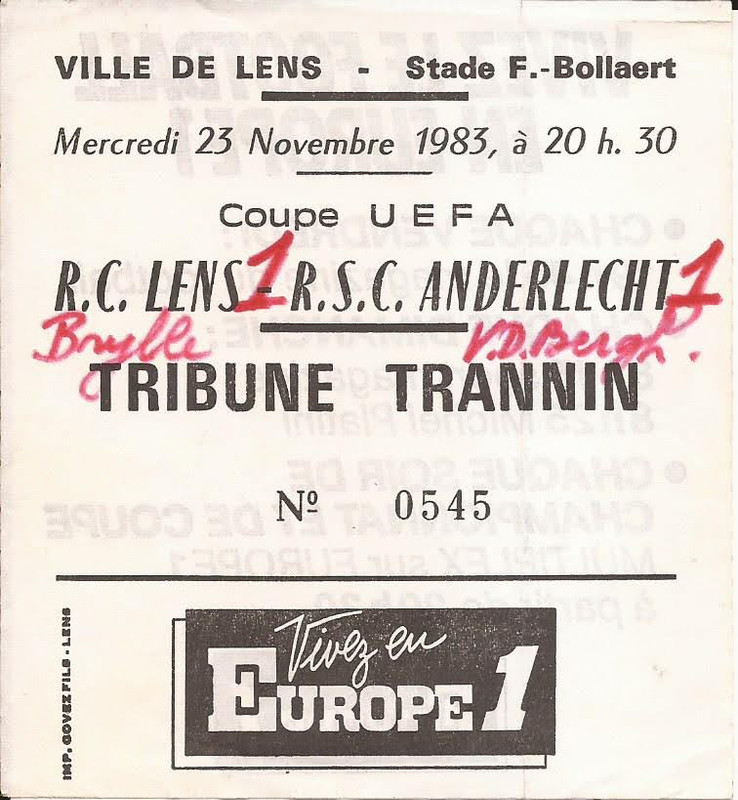 VILLE DE LENS - Stade F.-Bollaert
Mercredi 23 Novembre 1983, à 20 h. 30
Coupe UEFA
R.C. LENS 1 - R.S.C. ANDERLECHT 1
Brylle V.D.Bergh.
TRIBUNE TRANNIN
Nº 0545
Vivez en
EUROPE 1
IMP. GOVEZ FILS - LENS